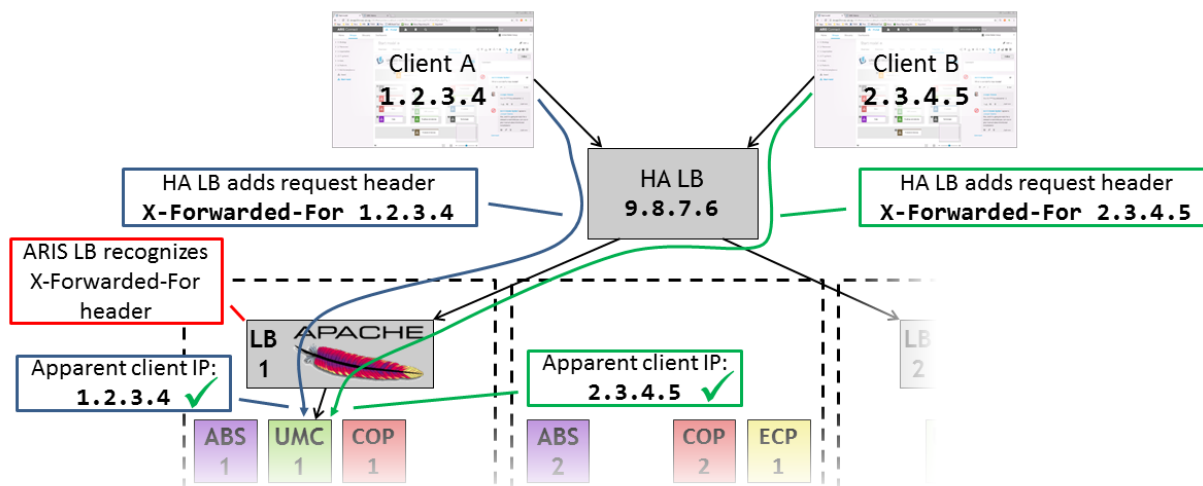 Client A
1.2.3.4
Client B
2.3.4.5
HA LB
9.8.7.6
HA LB adds request header
X-Forwarded-For 1.2.3.4
HA LB adds request header
X-Forwarded-For 2.3.4.5
ARIS LB recognizes
X-Forwarded-For
header
LB
1
APACHE
LB
2
Apparent client IP:
1.2.3.4
Apparent client IP:
2.3.4.5
ABS
1
UMC
1
COP
1
ABS
2
COP
2
ECP
1